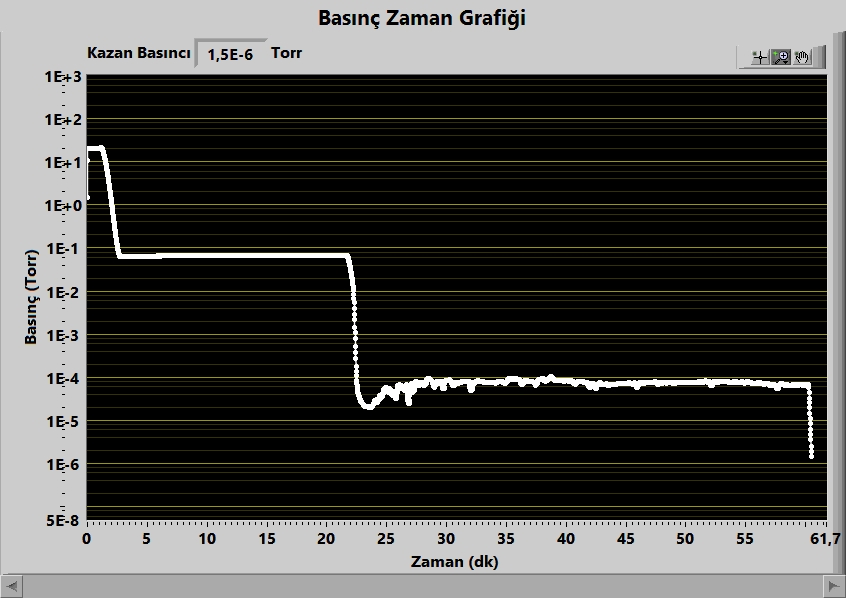 Basınç Zaman Grafiği
Kazan Basıncı 1,5E-6 Torr
1E+3
1E+2
1E+1
1E+0
1E-1
1E-2
1E-3
1E-4
1E-5
1E-6
5E-8
Basınç (Torr)
0 5 10 15 20 25 30 35 40 45 50 55 61,7
Zaman (dk)